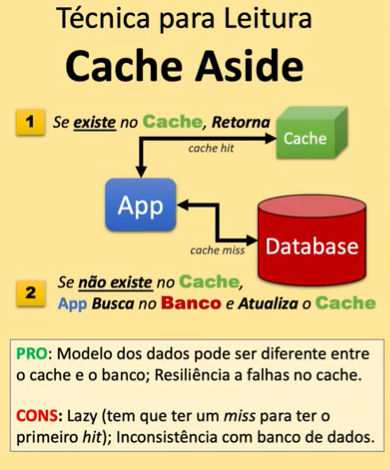 Técnica para Leitura
Cache Aside
1 Se existe no Cache, Retorna
Cache
cache hit
App
cache miss
Database
2 Se não existe no Cache,
App Busca no Banco e Atualiza o Cache
PRO: Modelo dos dados pode ser diferente entre
o cache e o banco; Resiliência a falhas no cache.
CONS: Lazy (tem que ter um miss para ter o
primeiro hit); Inconsistência com banco de dados.